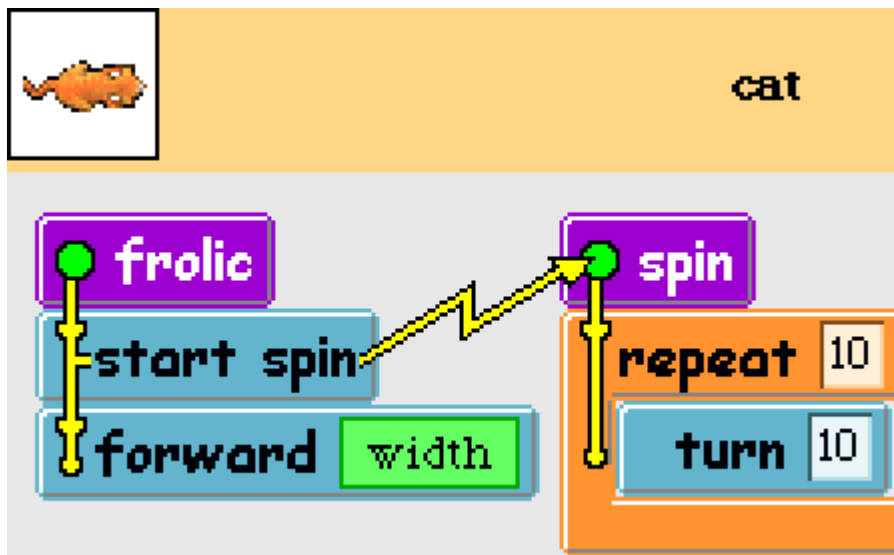 cat
frolic
start spin
forward width
spin
repeat 10
turn 10